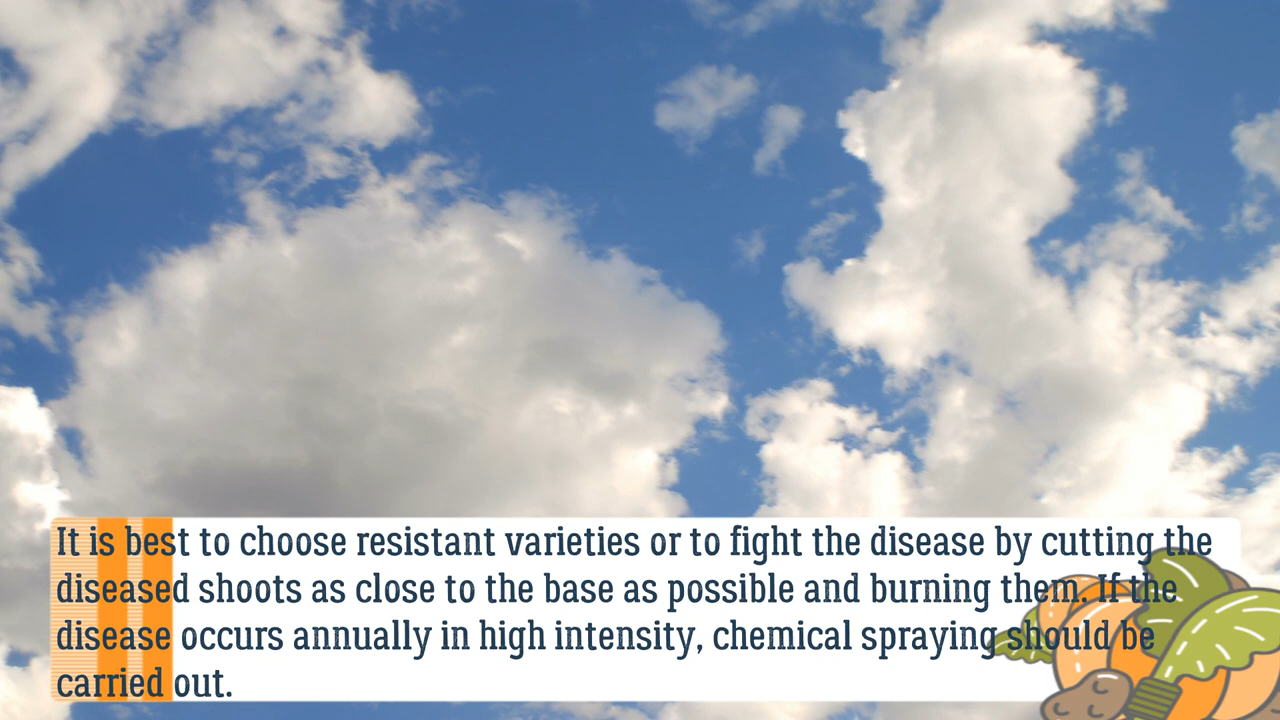 It is best to choose resistant varieties or to fight the disease by cutting the
diseased shoots as close to the base as possible and burning them. If the
disease occurs annually in high intensity, chemical spraying should be
carried out.